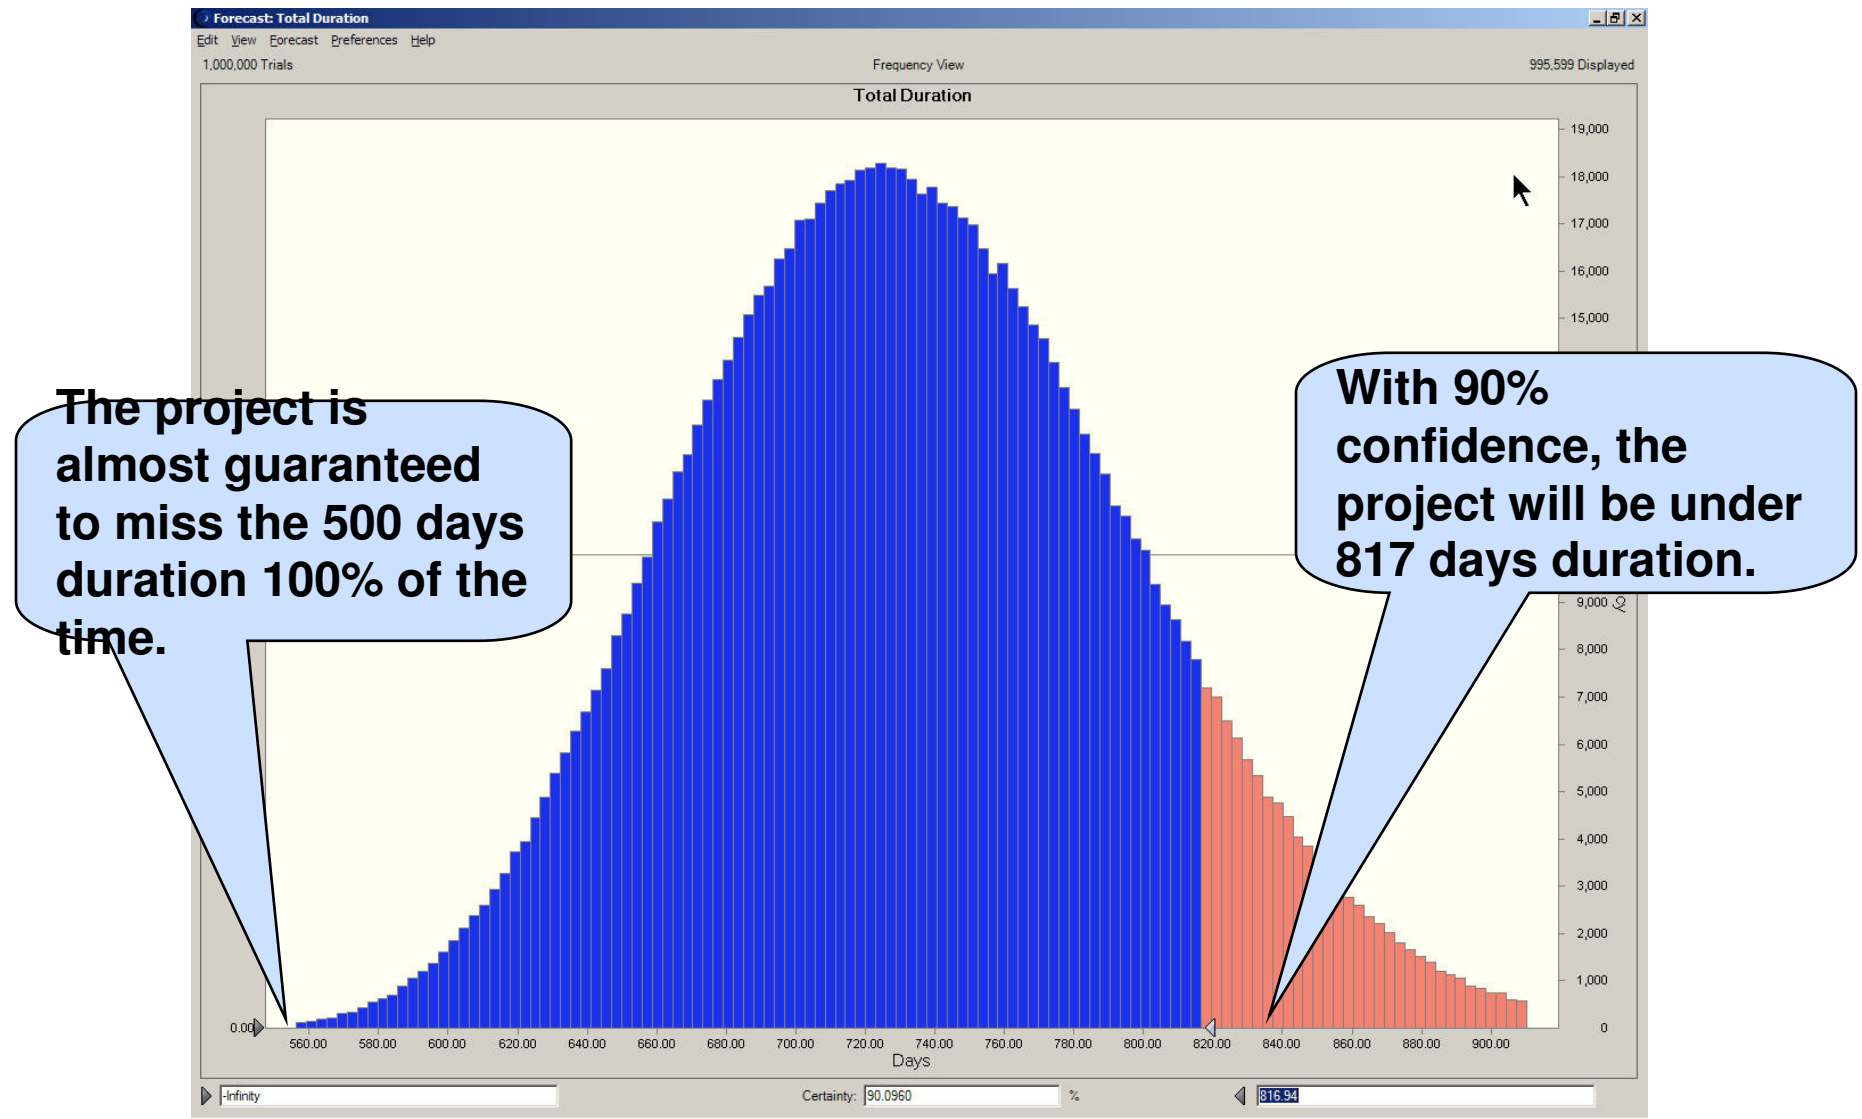 Forecast: Total Duration
Edit View Forecast Preferences Help
1,000,000 Trials
Frequency View
995,599 Displayed
Total Duration
19,000
18,000
17,000
16,000
15,000
The project is
almost guaranteed
to miss the 500 days
duration 100% of the
time.
With 90%
confidence, the
project will be under
817 days duration.
9,000
8,000
7,000
6,000
5,000
4,000
3,000
2,000
1,000
0
0.00
560.00 580.00 600.00 620.00 640.00 660.00 680.00 700.00 720.00 740.00 760.00 780.00 800.00 820.00 840.00 860.00 880.00 900.00
Days
-Infinity
Certainty: 90.0960 %
816.94